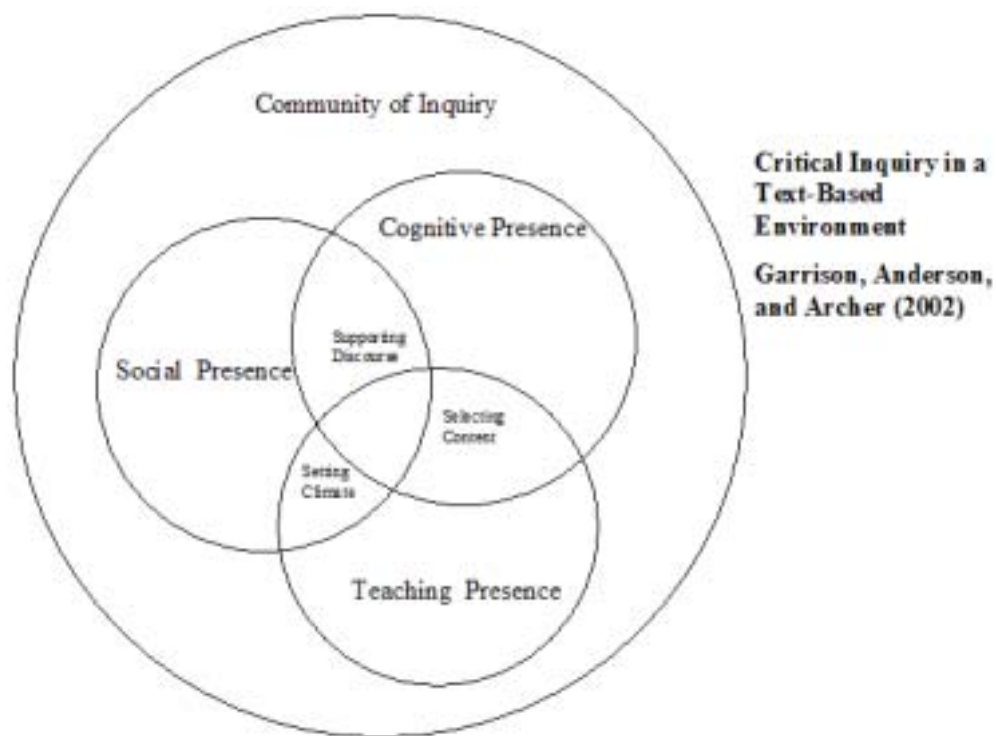 Community of Inquiry
Cognitive Presence
Supporting
Discourse
Social Presence
Selecting
Content
Setting
Climate
Teaching Presence
Critical Inquiry in a
Text-Based
Environment
Garrison, Anderson,
and Archer (2002)